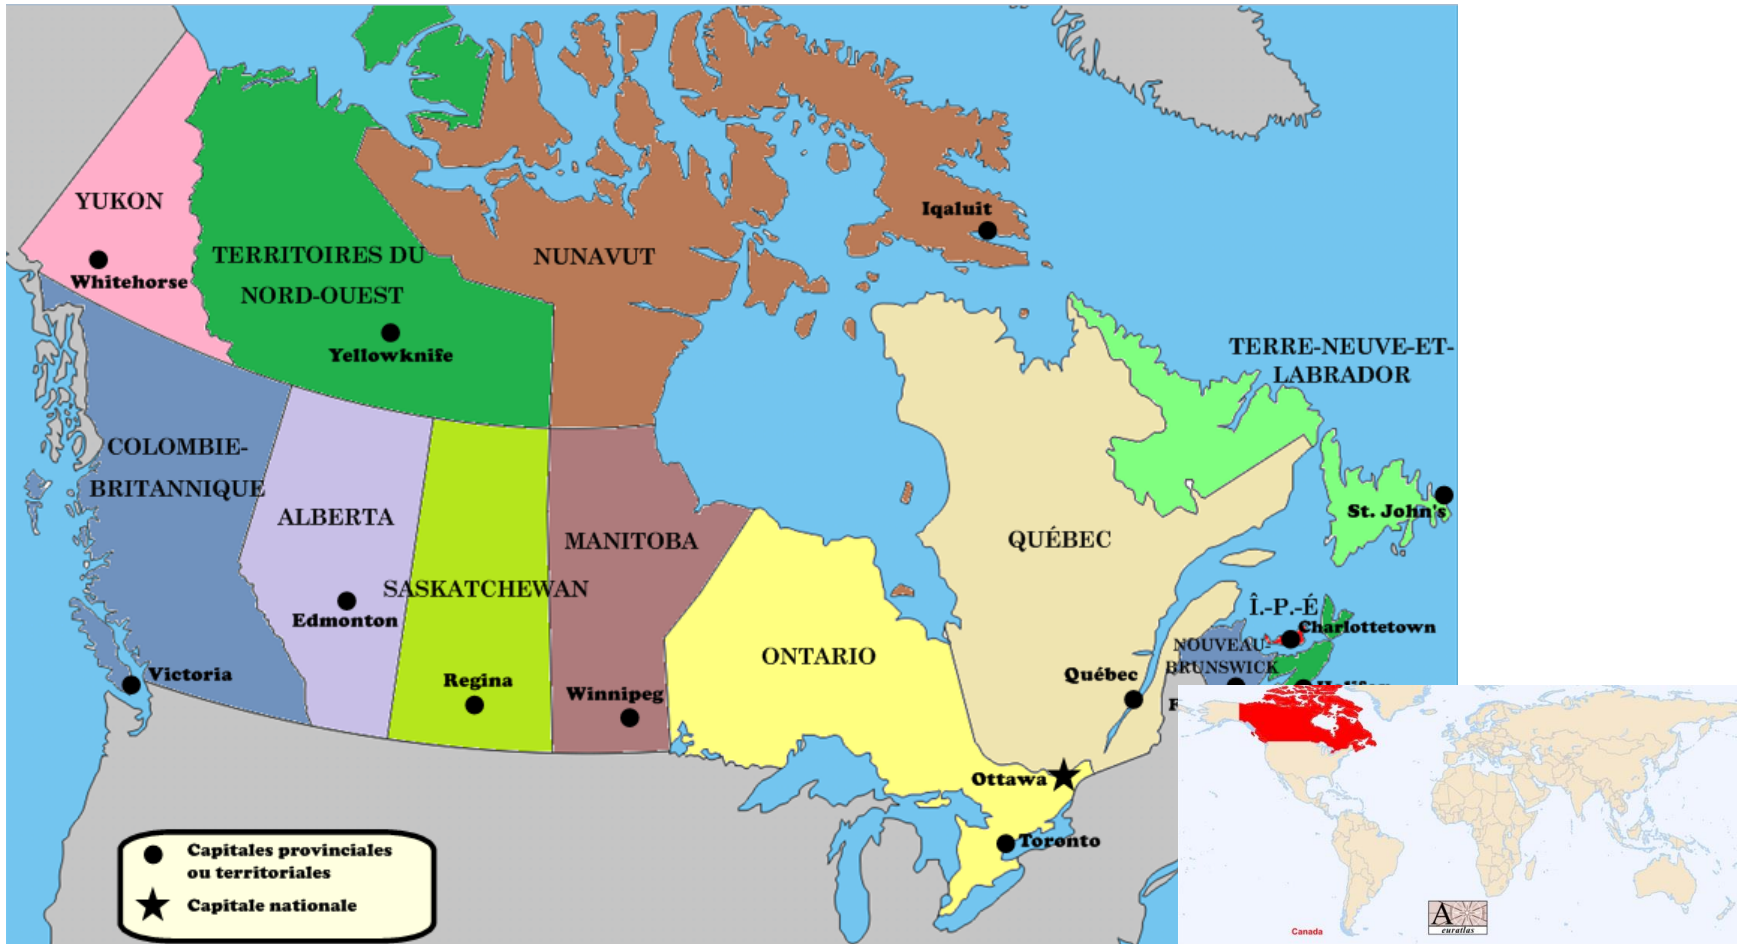 YUKON
Whitehorse
TERRITOIRES DU
NORD-OUEST
Yellowknife
NUNAVUT
Iqaluit
TERRE-NEUVE-ET-
LABRADOR
St. John's
COLOMBIE-
BRITANNIQUE
Victoria
ALBERTA
Edmonton
SASKATCHEWAN
Regina
MANITOBA
Winnipeg
ONTARIO
Ottawa
Toronto
QUÉBEC
Québec
Î.-P.-É
Charlottetown
NOUVEAU-
BRUNSWICK
Capitales provinciales
ou territoriales
Capitale nationale
Canada
A
euratlas